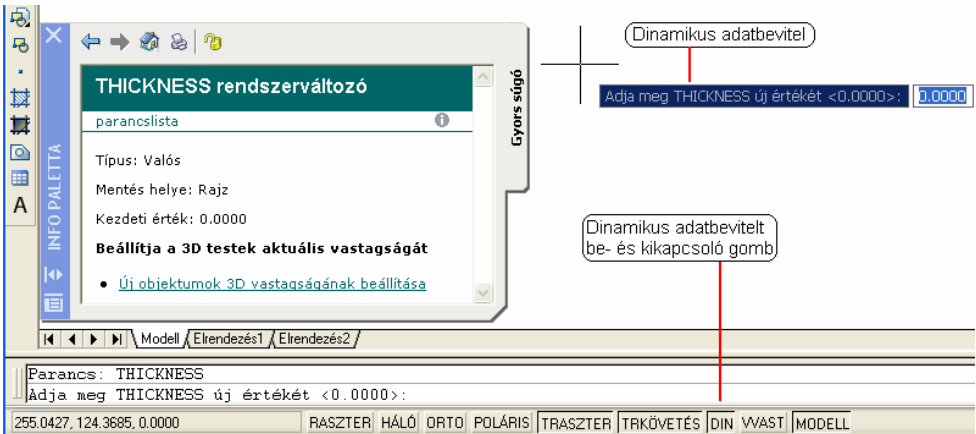 THICKNESS rendszerváltozó
parancslista
Típus: Valós
Mentés helye: Rajz
Kezdeti érték: 0.0000
Beállítja a 3D testek aktuális vastagságát
Új objektumok 3D vastagságának beállítása
Gyors súgó
INFO PALETTA
A
Dinamikus adatbevitel
Adja meg THICKNESS új értékét <0.0000>: 0.0000
Dinamikus adatbevitelt
be- és kikapcsoló gomb
Modell Elrendezés1 Elrendezés2
Parancs: THICKNESS
Adja meg THICKNESS új értékét <0.0000>:
255.0427, 124.3685, 0.0000 RASZTER HÁLÓ ORTO POLÁRIS TRASZTER TRKÖVETÉS DIN VVAST MODELL